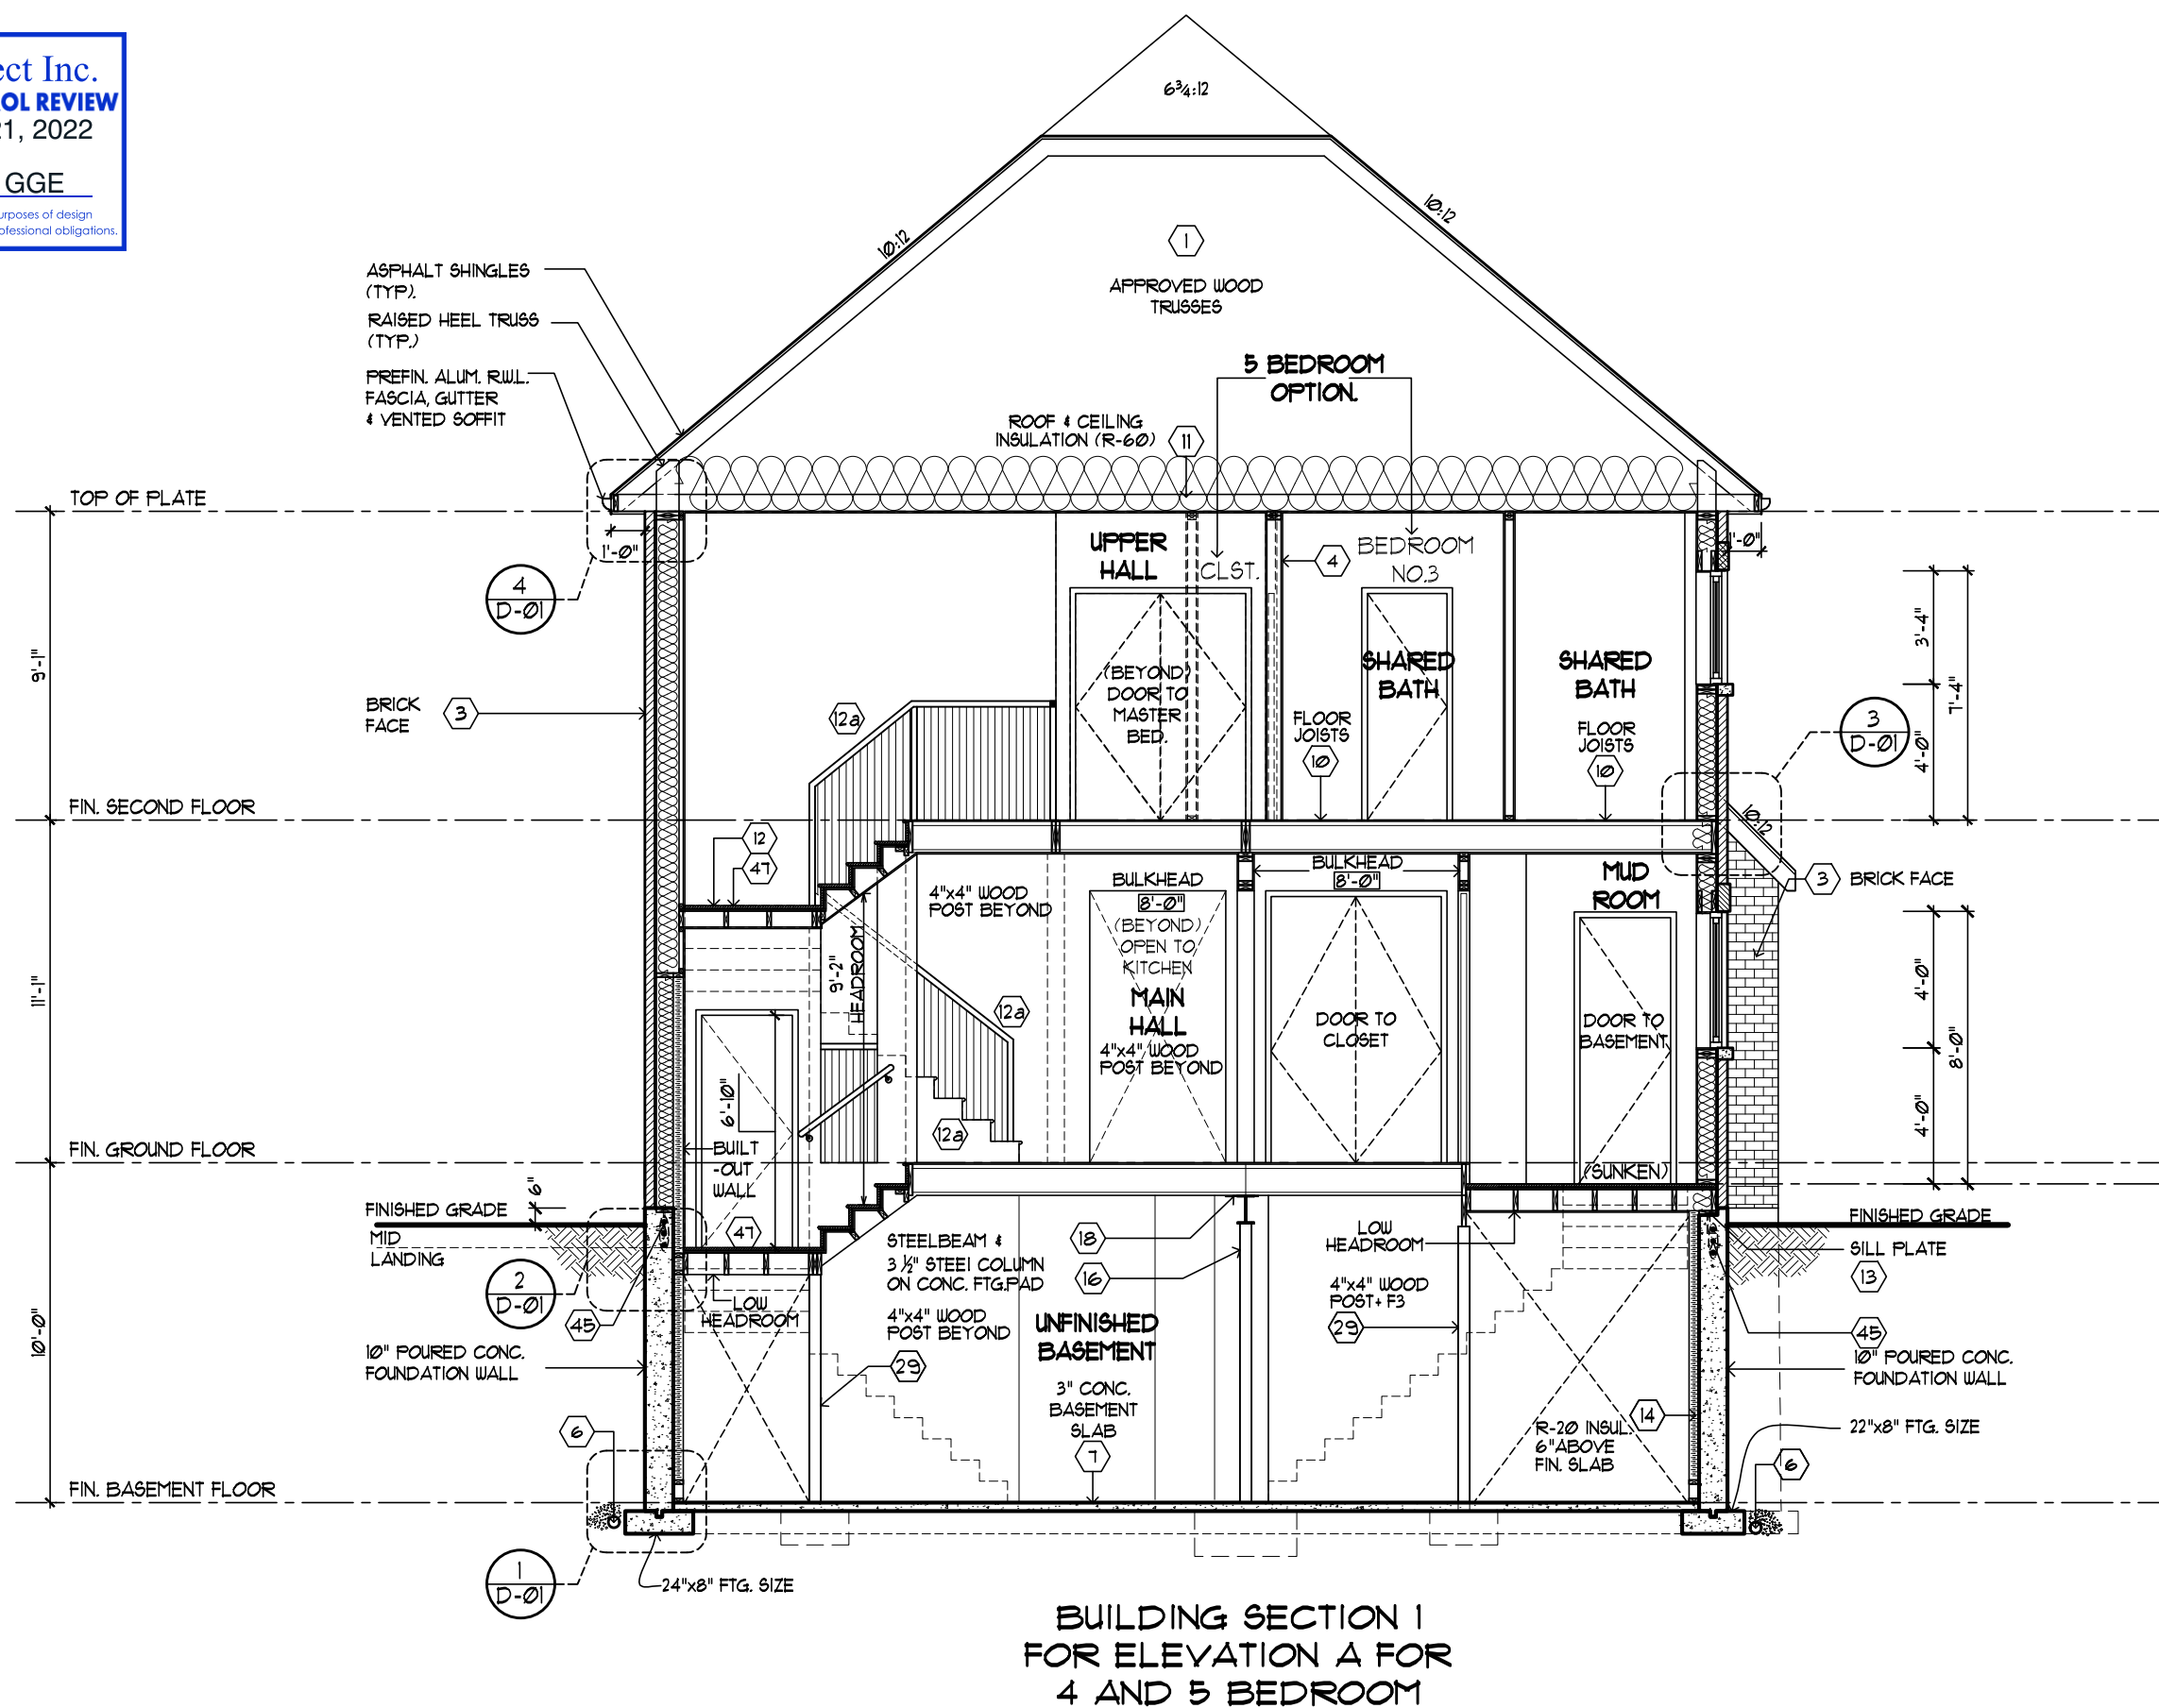 ect Inc.
OL REVIEW
21, 2022
GGE
urposes of design
ofessional obligations.
6¾:12
10:12
10:12
1
APPROVED WOOD
TRUSSES
ASPHALT SHINGLES
(TYP).
RAISED HEEL TRUSS
(TYP.)
PREFIN. ALUM. R.W.L.
FASCIA, GUTTER
& VENTED SOFFIT
5 BEDROOM
OPTION.
ROOF & CEILING
INSULATION (R-60)
11
TOP OF PLATE
1'-0"
1'-0"
4
D-01
UPPER
HALL
CLST.
4
BEDROOM
NO.3
9'-1"
3'-4"
7'-4"
4'-0"
(BEYOND)
DOOR TO
MASTER
BED.
SHARED
BATH
SHARED
BATH
BRICK
FACE
3
12a
FLOOR
JOISTS
10
FLOOR
JOISTS
10
3
D-01
FIN. SECOND FLOOR
10:12
12
47
4"x4" WOOD
POST BEYOND
BULKHEAD
8'-0"
(BEYOND)
OPEN TO
KITCHEN
BULKHEAD
8'-0"
MUD
ROOM
3
BRICK FACE
11'-1"
9'-2"
HEADROOM
MAIN
HALL
4"x4" WOOD
POST BEYOND
12a
12a
DOOR TO
CLOSET
DOOR TO
BASEMENT
4'-0"
8'-0"
4'-0"
6'-10"
BUILT
-OUT
WALL
FIN. GROUND FLOOR
(SUNKEN)
6"
FINISHED GRADE
MID
LANDING
47
FINISHED GRADE
SILL PLATE
13
STEELBEAM &
3 ½" STEEL COLUMN
ON CONC. FTG.PAD
18
16
LOW
HEADROOM
2
D-01
45
LOW
HEADROOM
4"x4" WOOD
POST BEYOND
29
UNFINISHED
BASEMENT
4"x4" WOOD
POST+ F3
29
45
10" POURED CONC.
FOUNDATION WALL
10" POURED CONC.
FOUNDATION WALL
10'-0"
3" CONC.
BASEMENT
SLAB
7
R-20 INSUL.
6"ABOVE
FIN. SLAB
14
22"x8" FTG. SIZE
6
6
FIN. BASEMENT FLOOR
1
D-01
24"x8" FTG. SIZE
BUILDING SECTION 1
FOR ELEVATION A FOR
4 AND 5 BEDROOM